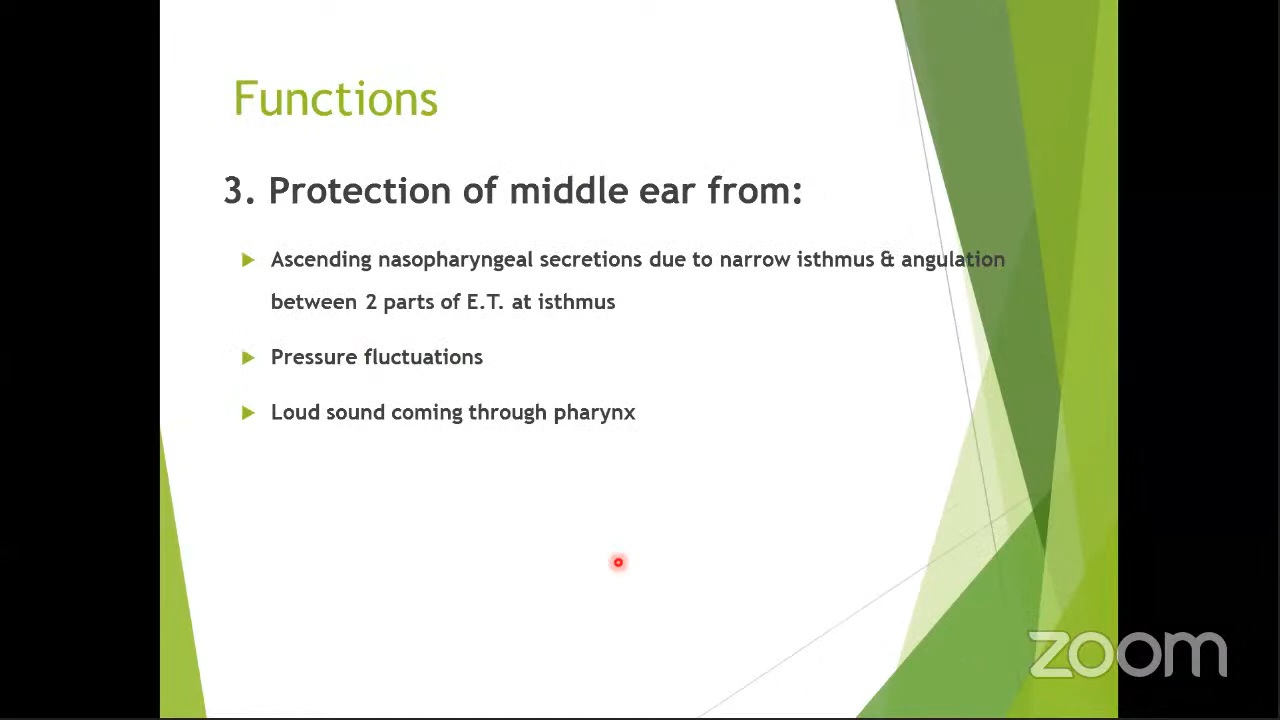 Functions
3. Protection of middle ear from:
Ascending nasopharyngeal secretions due to narrow isthmus & angulation
between 2 parts of E.T. at isthmus
Pressure fluctuations
Loud sound coming through pharynx
zoom